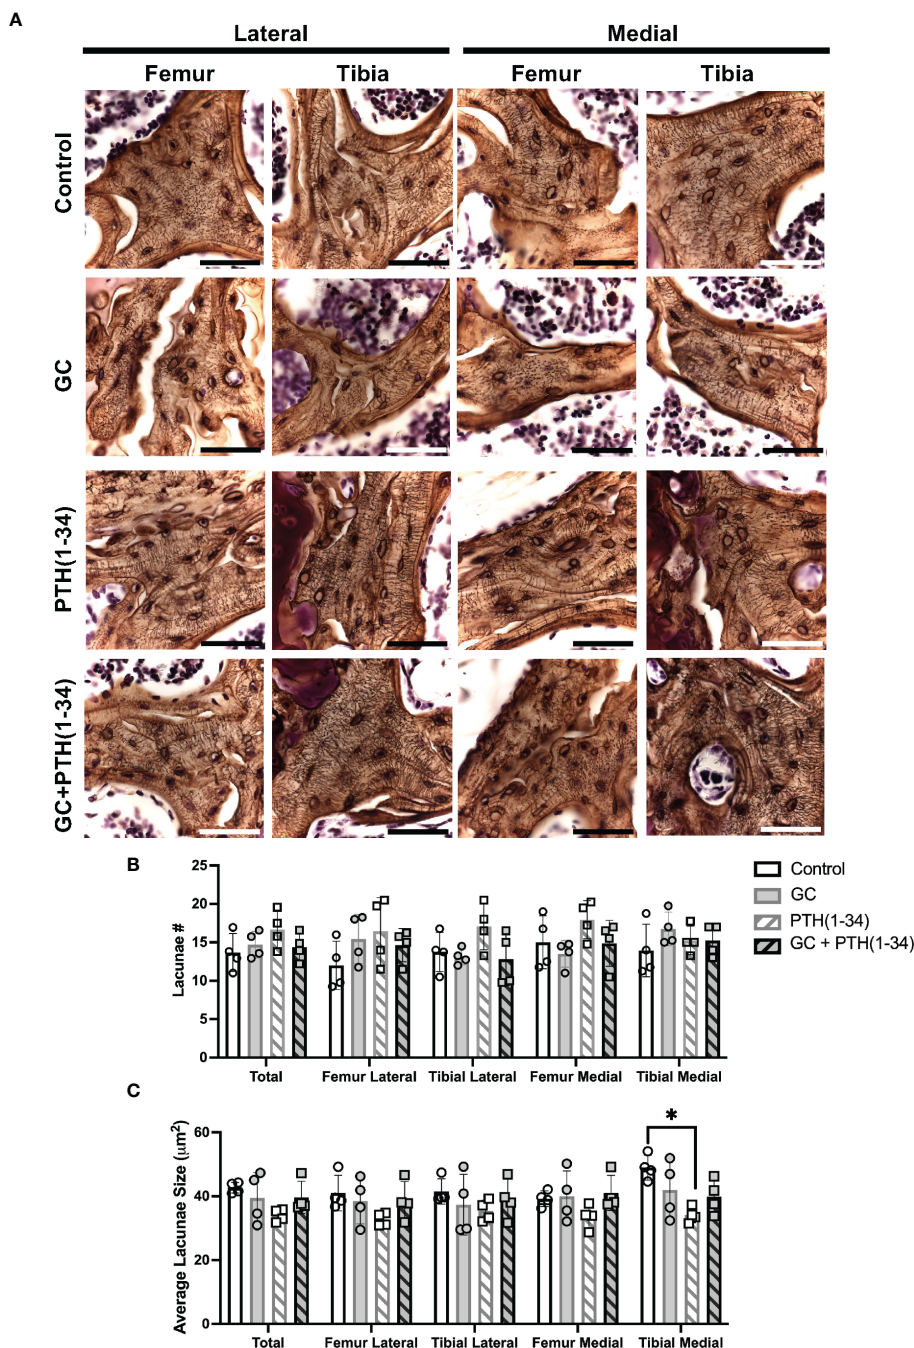 A
Lateral Medial
Femur Tibia Femur Tibia
Control
GC
PTH(1-34)
GC+PTH(1-34)
B
Lacunae #
25
20
15
10
5
0
Total Femur Lateral Tibial Lateral Femur Medial Tibial Medial
Control
GC
PTH(1-34)
GC + PTH(1-34)
C
Average Lacunae Size (μm²)
60
40
20
0
*
Total Femur Lateral Tibial Lateral Femur Medial Tibial Medial